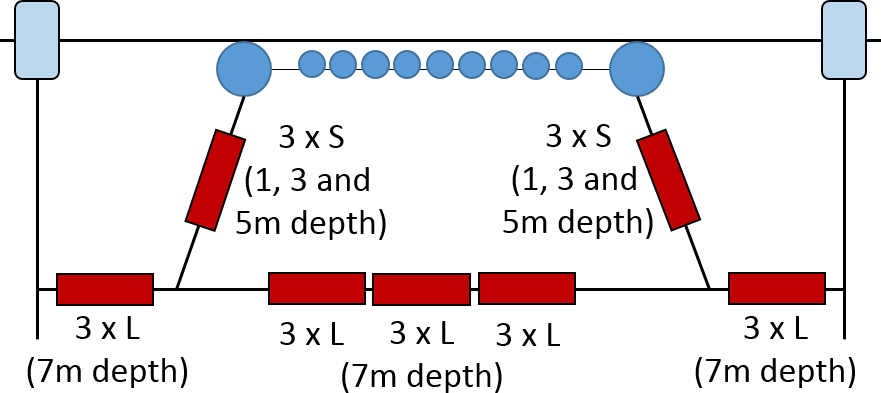 3 x S
(1, 3 and
5m depth)
3 x S
(1, 3 and
5m depth)
3 x L
(7m depth)
3 x L
3 x L
3 x L
(7m depth)
3 x L
(7m depth)